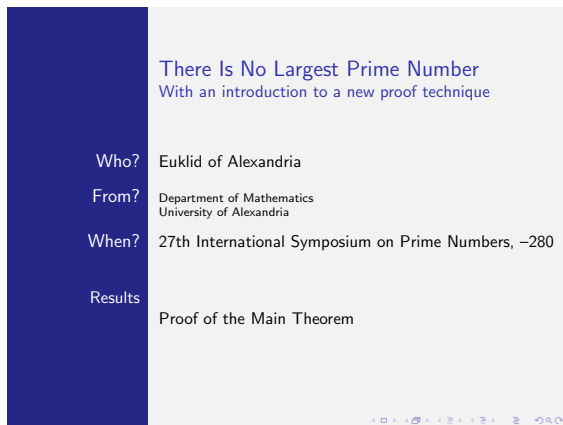 There Is No Largest Prime Number
With an introduction to a new proof technique
Who? Euklid of Alexandria
From? Department of Mathematics
University of Alexandria
When? 27th International Symposium on Prime Numbers, –280
Results
Proof of the Main Theorem